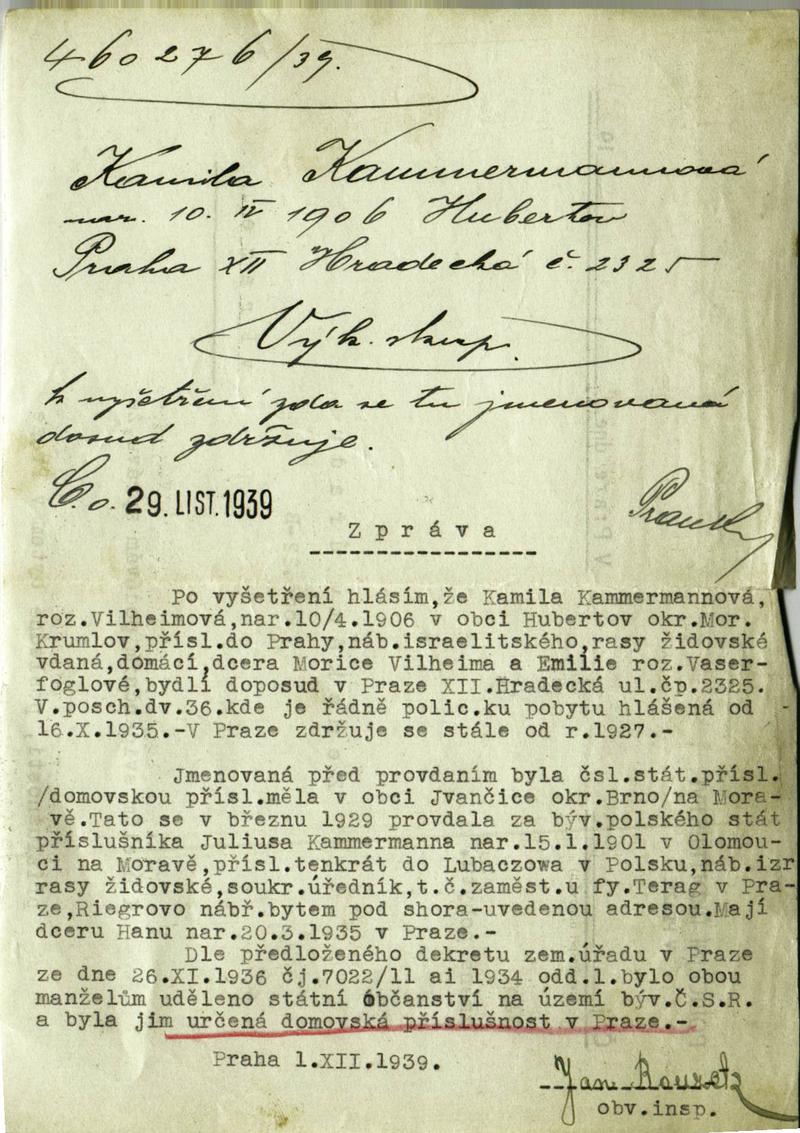 460276/39.
Kamila Kammermannová
nar. 10. IV 1906 Hubertov
Praha XII Hradecká č. 2325
Výk. skup.
k vyšetření zda se tu jmenovaná
dosud zdržuje.
29. LIST. 1939
Zpráva
Po vyšetření hlásím,že Kamila Kammermannová,
roz.Vilheimová,nar.10/4.1906 v obci Hubertov okr.Mor.
Krumlov,přísl.do Prahy,náb.israelitského,rasy židovské
vdaná,domácí,dcera Morice Vilheima a Emilie roz.Vaser-
foglové,bydlí doposud v Praze XII.Hradecká ul.čp.2325.
V.posch.dv.36.kde je řádně polic.ku pobytu hlášená od
16.X.1935.-V Praze zdržuje se stále od r.1927.-
Jmenovaná před provdaním byla čsl.stát.přísl.
/domovskou přísl.měla v obci Jvančice okr.Brno/na Mora-
vě.Tato se v březnu 1929 provdala za býv.polského stát
příslušníka Juliusa Kammermanna nar.15.1.1901 v Olomou-
ci na Moravě,přísl.tenkrát do Lubaczowa v Polsku,náb.izr
rasy židovské,soukr.úředník,t.č.zaměst.u fy.Terag v Pra-
ze,Riegrovo nábř.bytem pod shora-uvedenou adresou.Mají
dceru Hanu nar.20.3.1935 v Praze.-
Dle předloženého dekretu zem.úřadu v Praze
ze dne 26.XI.1936 čj.7022/11 ai 1934 odd.1.bylo obou
manželům uděleno státní občanství na území býv.Č.S.R.
a byla jim určená domovská příslušnost v Praze.-
Praha 1.XII.1939.
Jan
obv.insp.